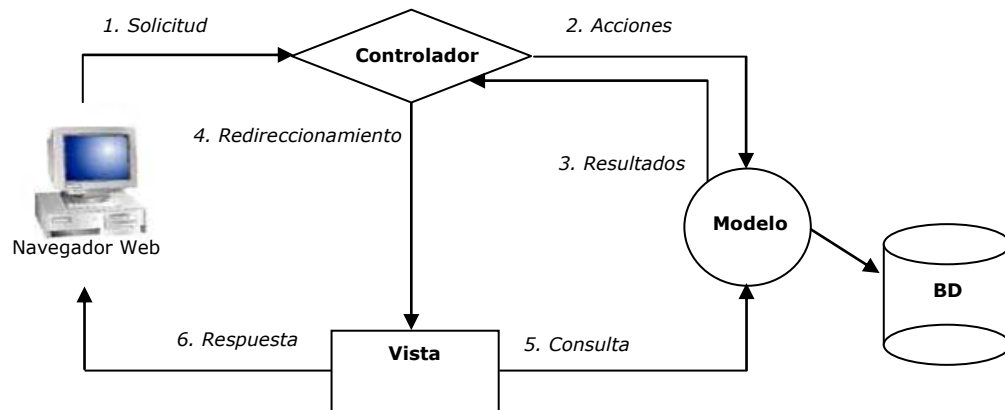 1. Solicitud
2. Acciones
Controlador
4. Redireccionamiento
3. Resultados
Navegador Web
Modelo
BD
6. Respuesta
Vista
5. Consulta